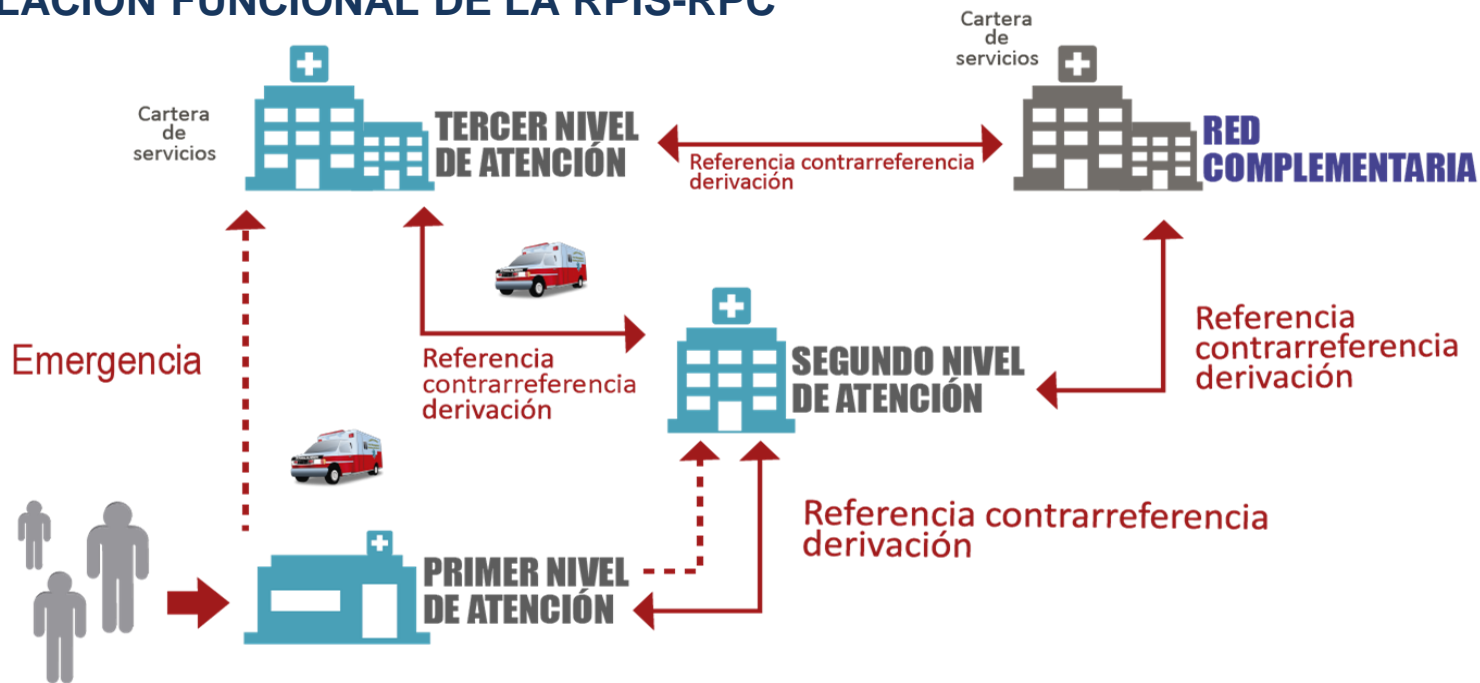 LACIÓN FUNCIONAL DE LA RPIS-RPC
Cartera
de
servicios
Cartera
de
servicios
TERCER NIVEL
DE ATENCIÓN
Referencia contrarreferencia
derivación
RED
COMPLEMENTARIA
Emergencia
Referencia
contrarreferencia
derivación
SEGUNDO NIVEL
DE ATENCIÓN
Referencia
contrarreferencia
derivación
Referencia contrarreferencia
derivación
PRIMER NIVEL
DE ATENCIÓN